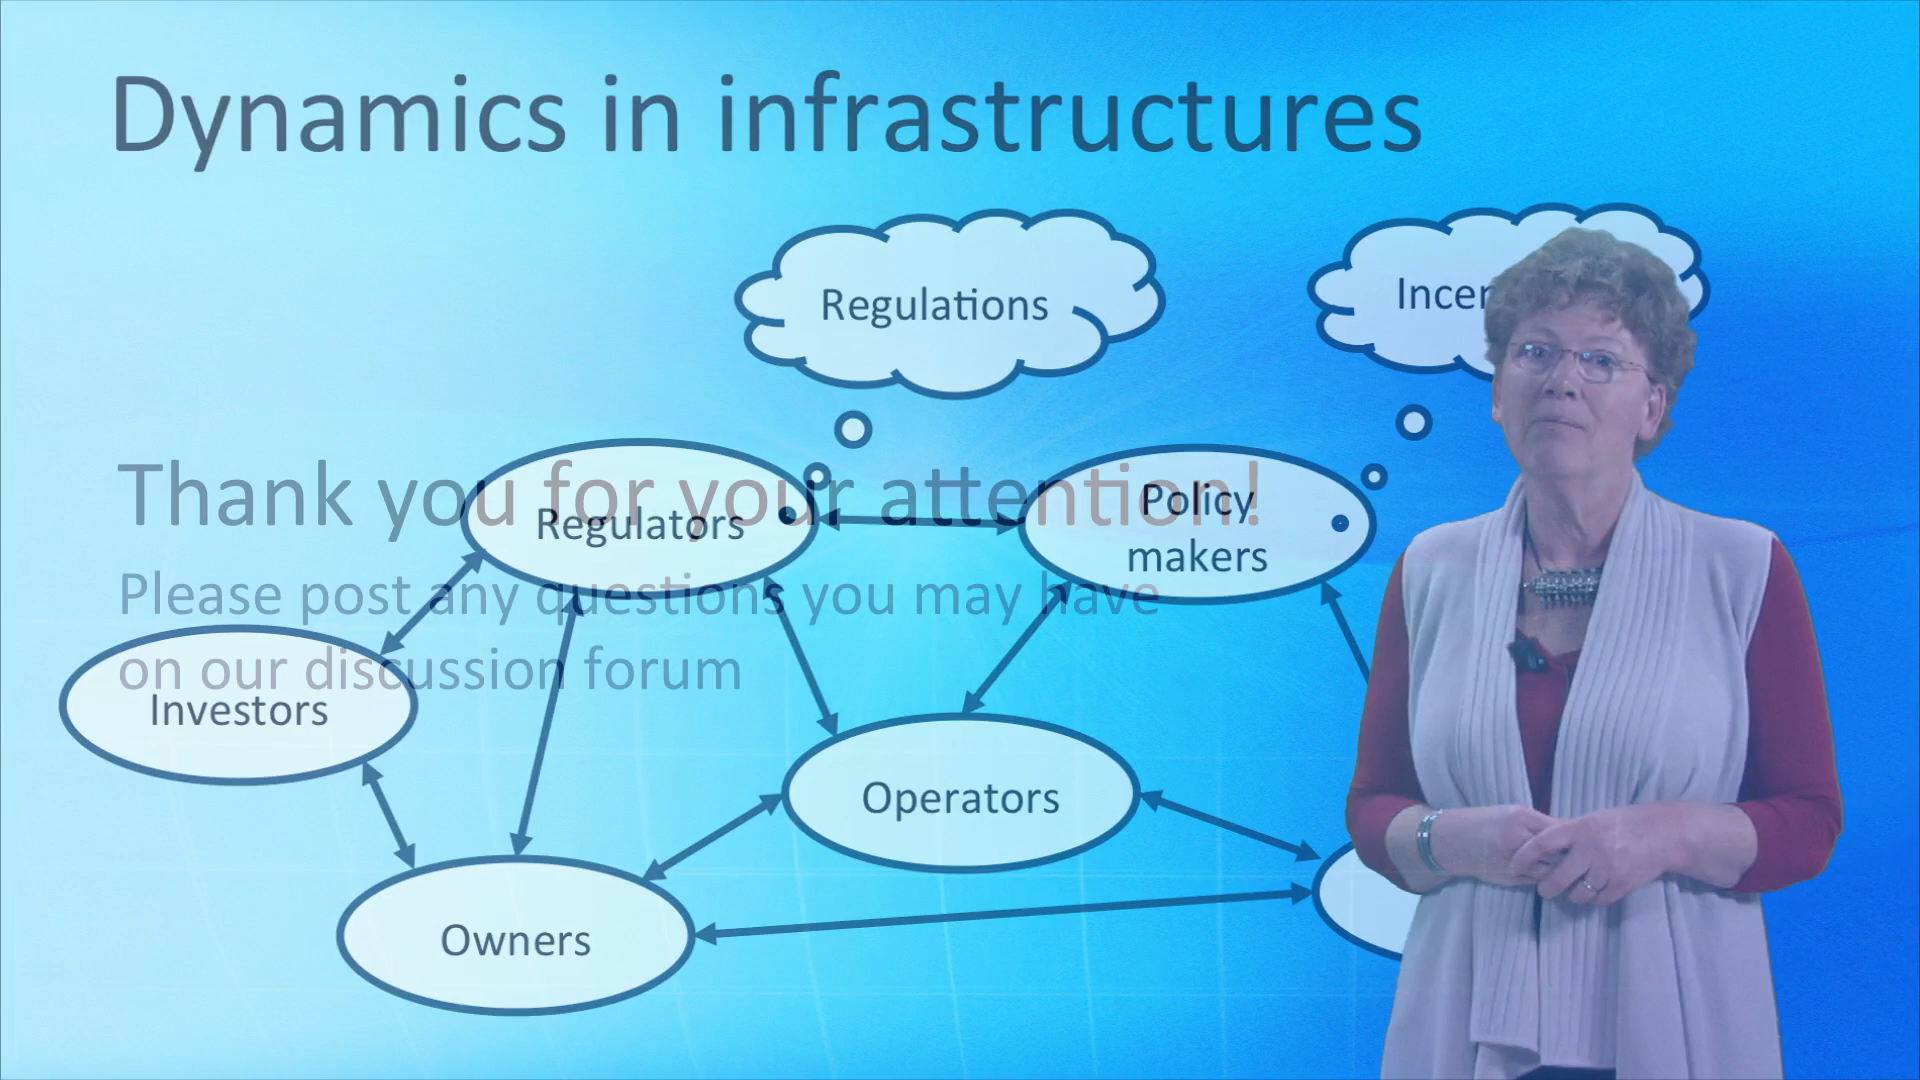 Dynamics in infrastructures
Regulations
Thank you for your attention!
Regulators
Policy
makers
Please post any questions you may have
on our discussion forum
Investors
Operators
Owners